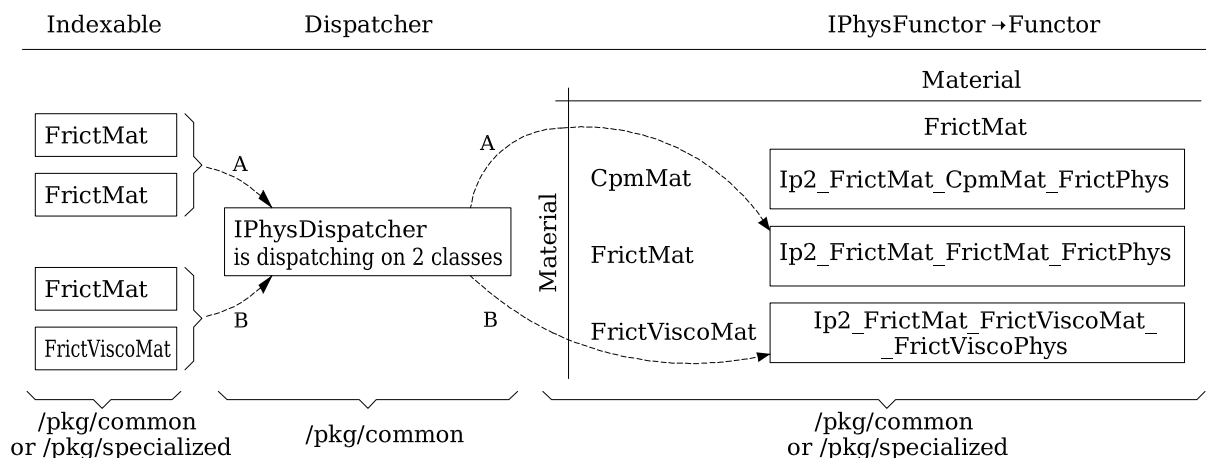 Indexable
Dispatcher
IPhysFunctor→Functor
Material
FrictMat
FrictMat
FrictMat
A
IPhysDispatcher
is dispatching on 2 classes
FrictMat
FrictViscoMat
B
A
B
Material
CpmMat
Ip2_FrictMat_CpmMat_FrictPhys
FrictMat
Ip2_FrictMat_FrictMat_FrictPhys
FrictViscoMat
Ip2_FrictMat_FrictViscoMat_
_FrictViscoPhys
/pkg/common
or /pkg/specialized
/pkg/common
/pkg/common
or /pkg/specialized